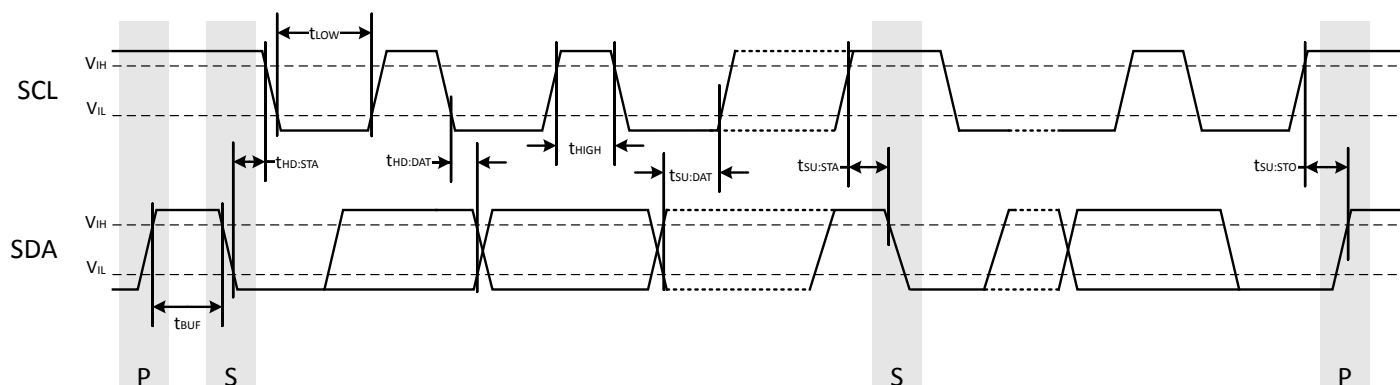 tLOW
VIH
SCL
VIL
tHD:STA
tHD:DAT
tHIGH
tSU:DAT
tSU:STA
tSU:STO
VIH
SDA
VIL
tBUF
P
S
S
P